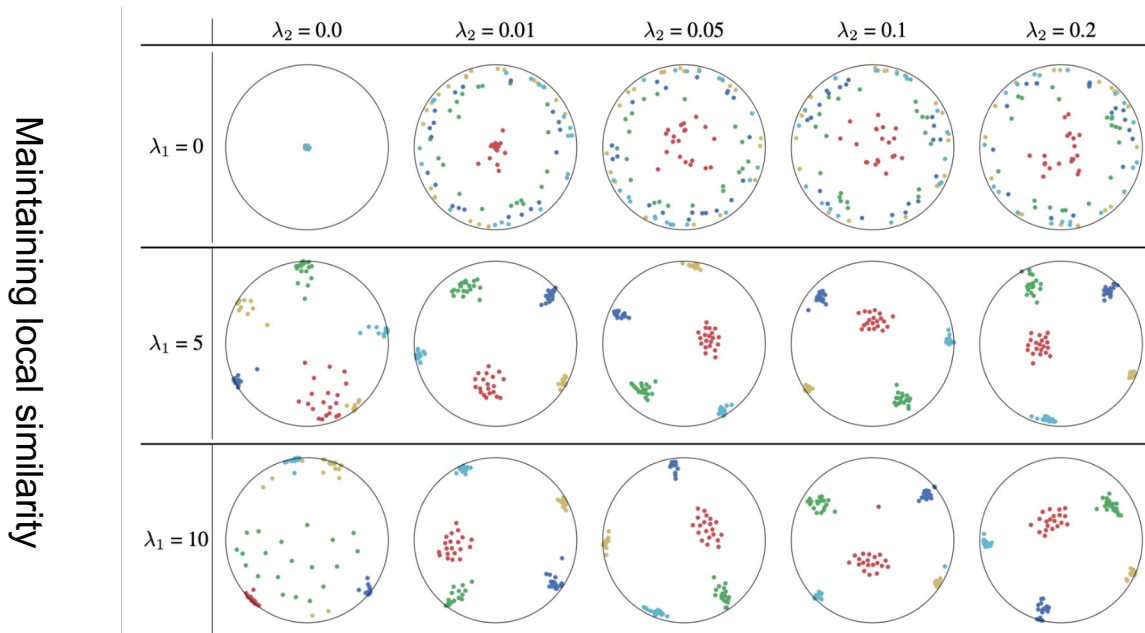 Maintaining local similarity
λ₂ = 0.0 λ₂ = 0.01 λ₂ = 0.05 λ₂ = 0.1 λ₂ = 0.2
λ₁ = 0
λ₁ = 5
λ₁ = 10